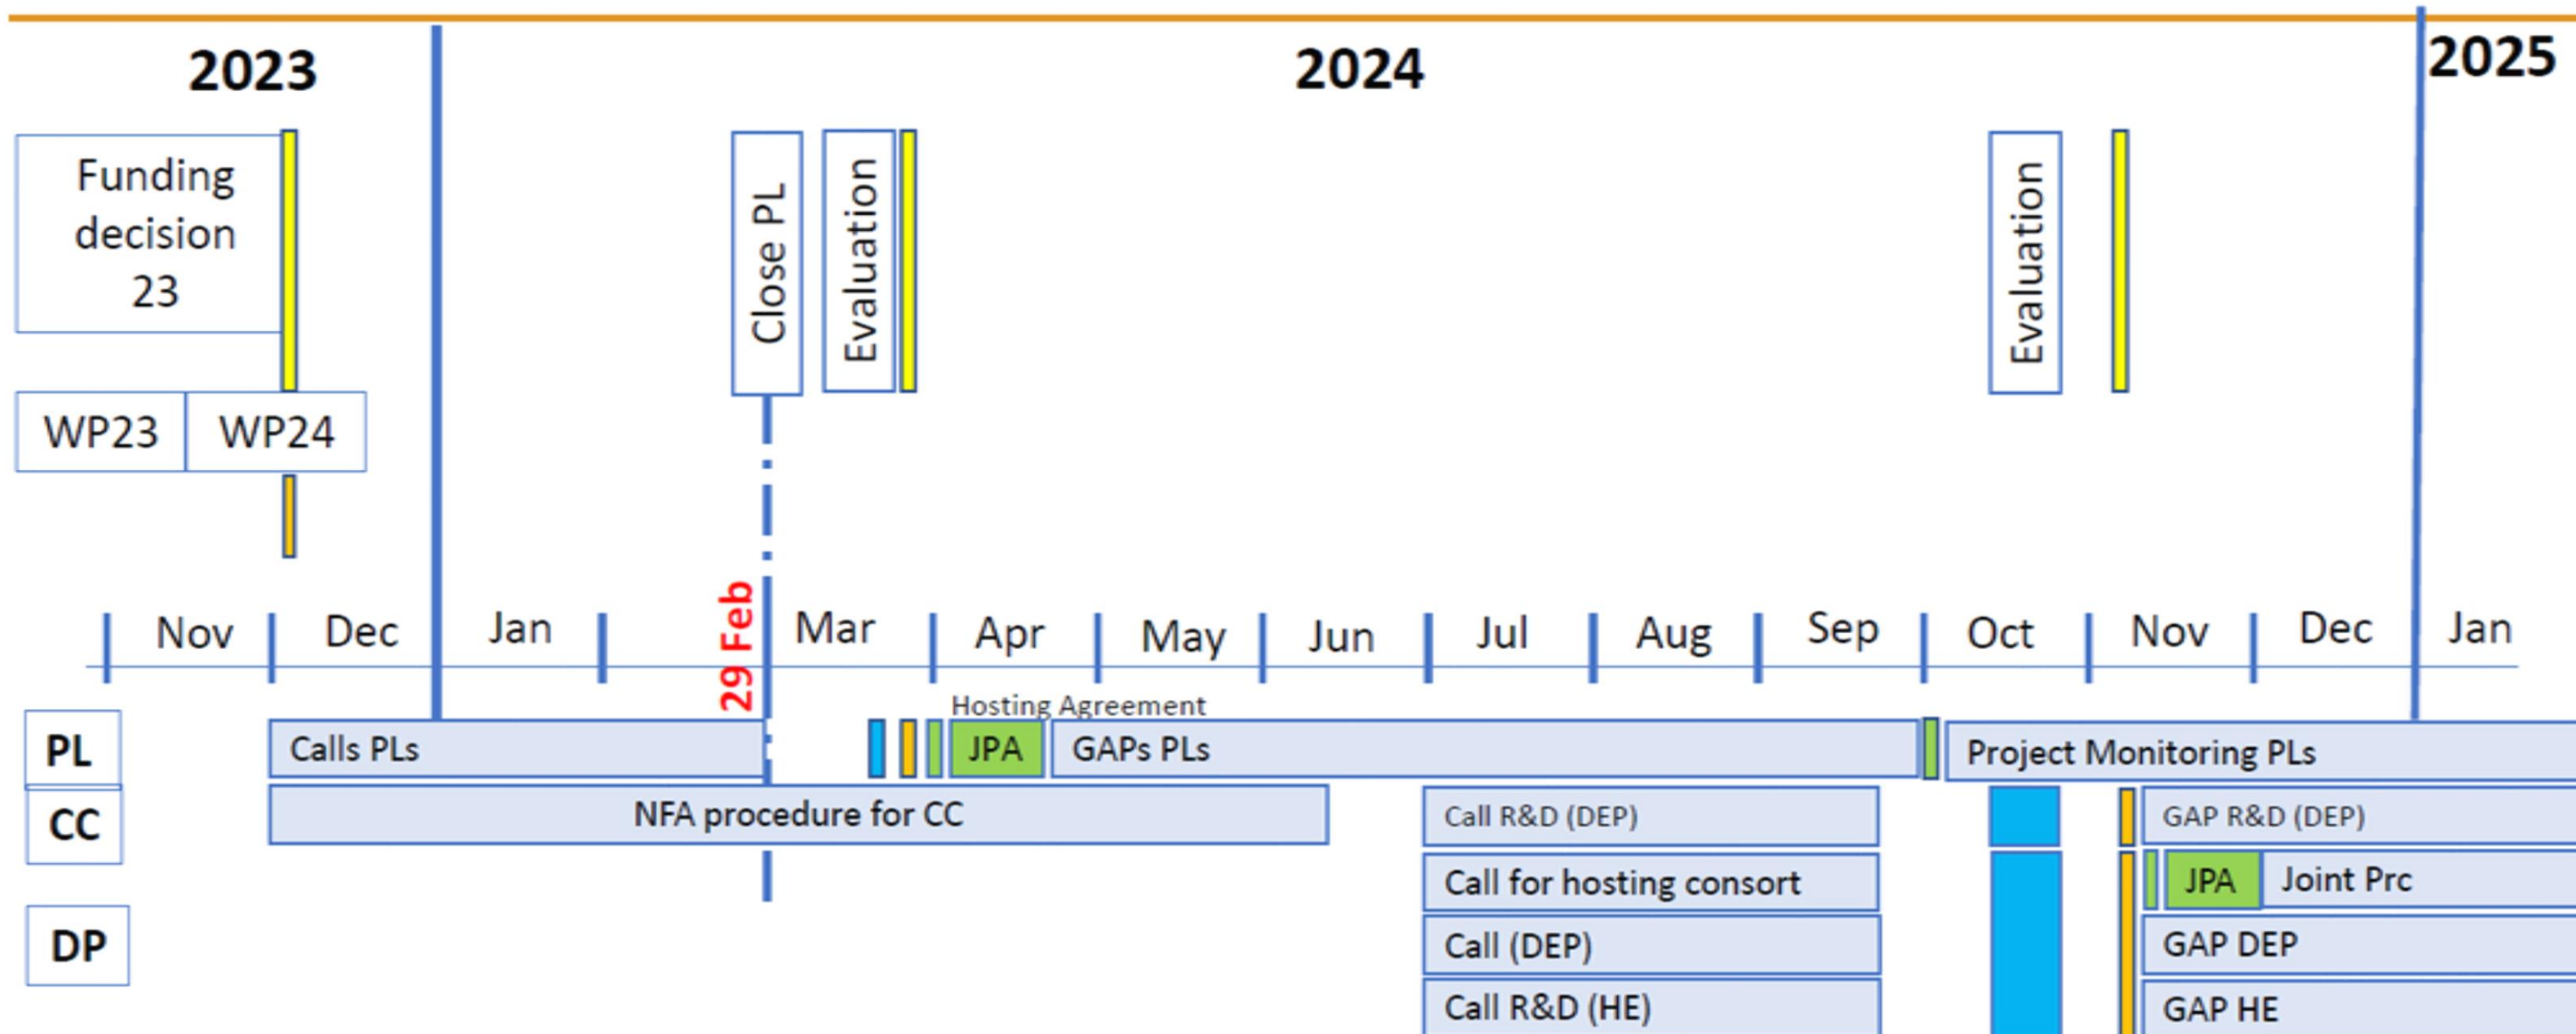 2023
2024
2025
Funding
decision
23
Close PL
Evaluation
Evaluation
WP23
WP24
29 Feb
Nov
Dec
Jan
Mar
Apr
May
Jun
Jul
Aug
Sep
Oct
Nov
Dec
Jan
Hosting Agreement
PL
Calls PLs
JPA
GAPs PLs
Project Monitoring PLs
CC
NFA procedure for CC
Call R&D (DEP)
GAP R&D (DEP)
Call for hosting consort
JPA
Joint Prc
DP
Call (DEP)
GAP DEP
Call R&D (HE)
GAP HE